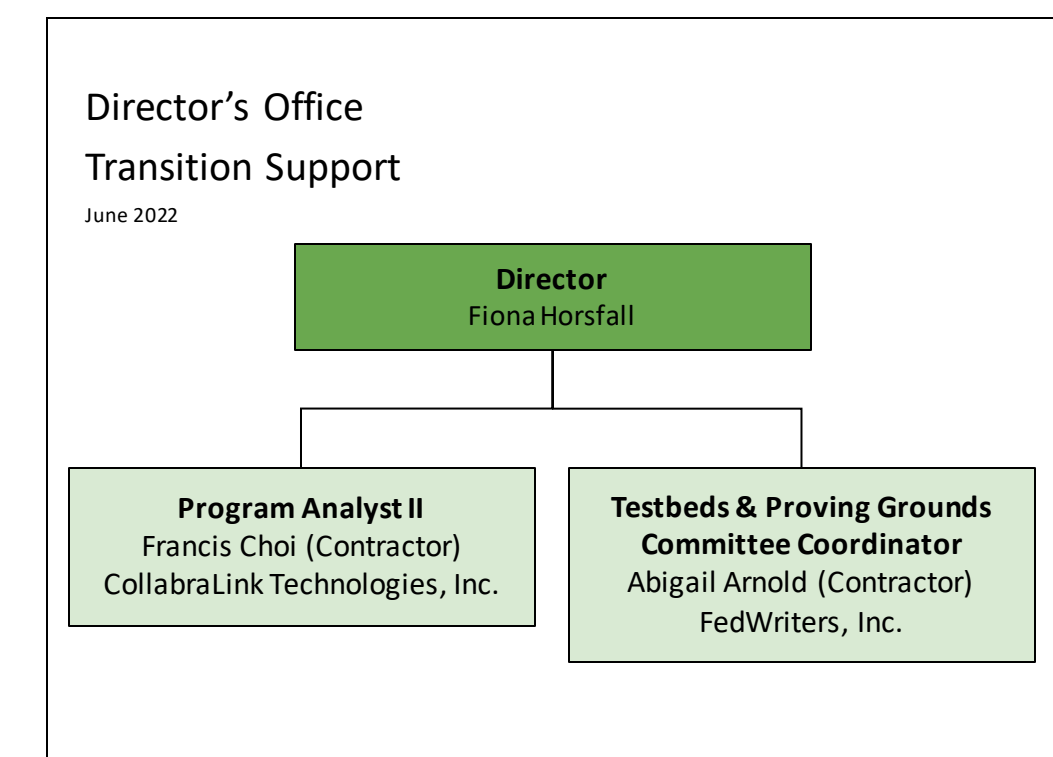 Director’s Office
Transition Support
June 2022
Director
Fiona Horsfall
Program Analyst II
Francis Choi (Contractor)
CollabraLink Technologies, Inc.
Testbeds & Proving Grounds
Committee Coordinator
Abigail Arnold (Contractor)
FedWriters, Inc.